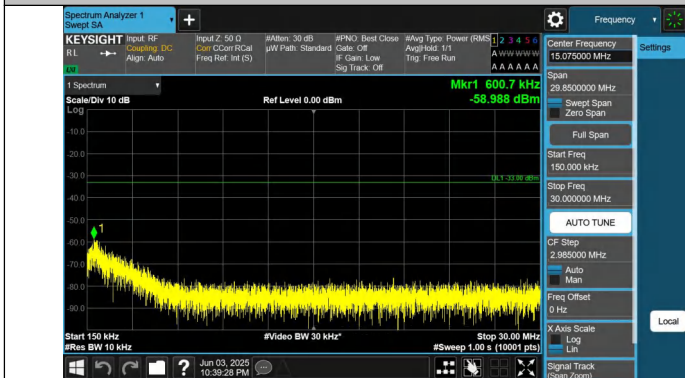 Spectrum Analyzer 1
Swept SA
Frequency
KEYSIGHT
RL
Input: RF
Coupling: DC
Align: Auto
Input Z: 50 Ω
Corr CCorr RCal
Freq Ref: Int (S)
#Atten: 30 dB
µW Path: Standard
#PNO: Best Close
Gate: Off
IF Gain: Low
Sig Track: Off
#Avg Type: Power (RMS
Avg|Hold: 1/1
Trig: Free Run
1 2 3 4 5 6
A W W W W W
A A A A A A
1 Spectrum
Scale/Div 10 dB
Log
Ref Level 0.00 dBm
Mkr1 600.7 kHz
-58.988 dBm
-10.0
-20.0
-30.0
-40.0
-50.0
-60.0
-70.0
-80.0
-90.0
DL1 -33.00 dBm
1
Start 150 kHz
#Res BW 10 kHz
#Video BW 30 kHz*
Stop 30.00 MHz
#Sweep 1.00 s (10001 pts)
Jun 03, 2025
10:39:28 PM
Center Frequency
15.075000 MHz
Settings
Span
29.8500000 MHz
Swept Span
Zero Span
Full Span
Start Freq
150.000 kHz
Stop Freq
30.000000 MHz
AUTO TUNE
CF Step
2.985000 MHz
Auto
Man
Freq Offset
0 Hz
X Axis Scale
Log
Lin
Local
Signal Track
(Span Zoom)